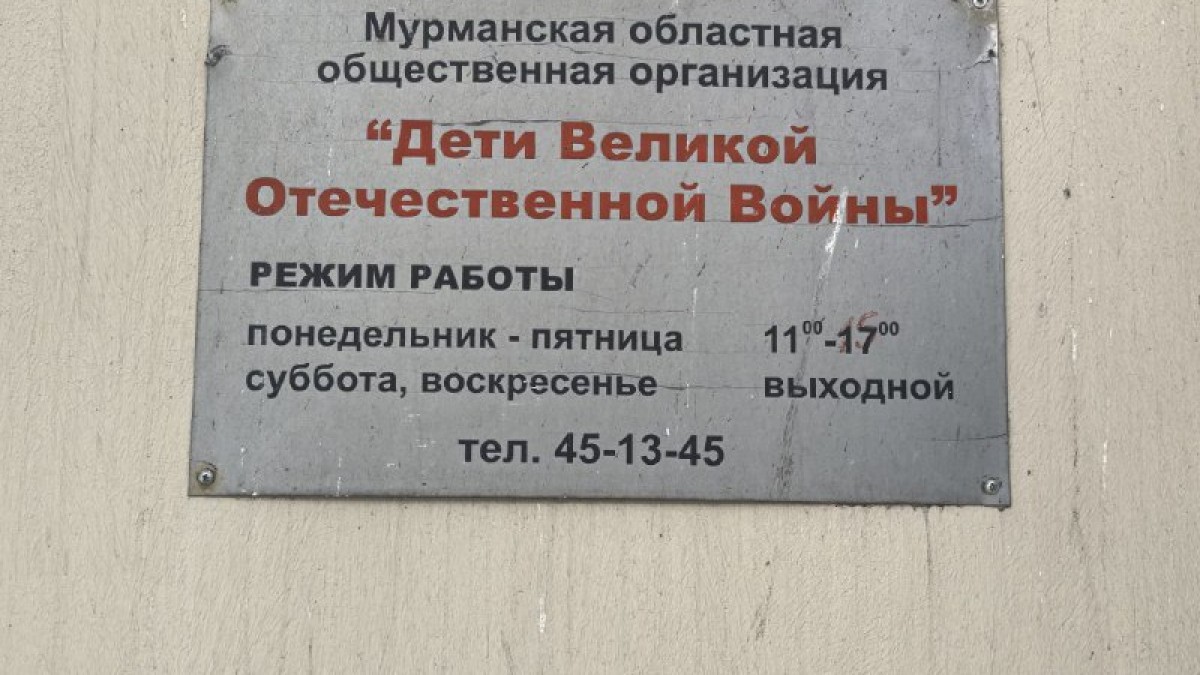 Мурманская областная
общественная организация
“Дети Великой
Отечественной Войны”
РЕЖИМ РАБОТЫ
понедельник - пятница 11⁰⁰-17⁰⁰
суббота, воскресенье выходной
тел. 45-13-45